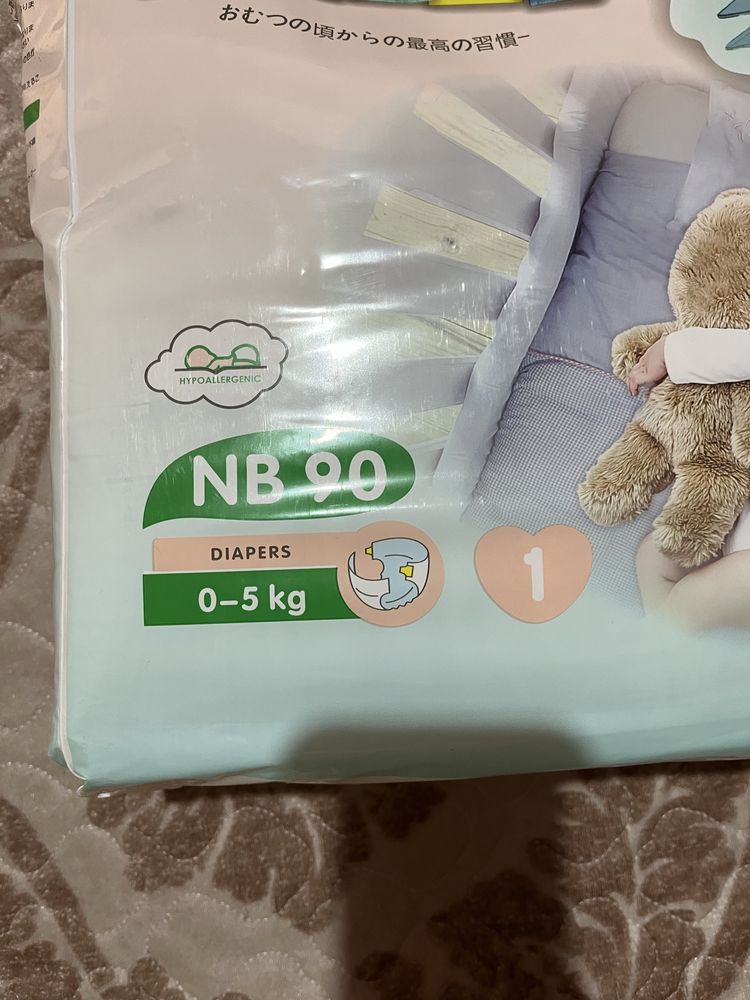 おむつの頃からの最高の習慣ー
HYPOALLERGENIC
NB 90
DIAPERS
0–5 kg
1